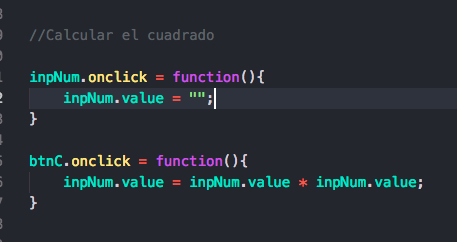 //Calcular el cuadrado
inpNum.onclick = function(){
inpNum.value = "";
}
btnC.onclick = function(){
inpNum.value = inpNum.value * inpNum.value;
}